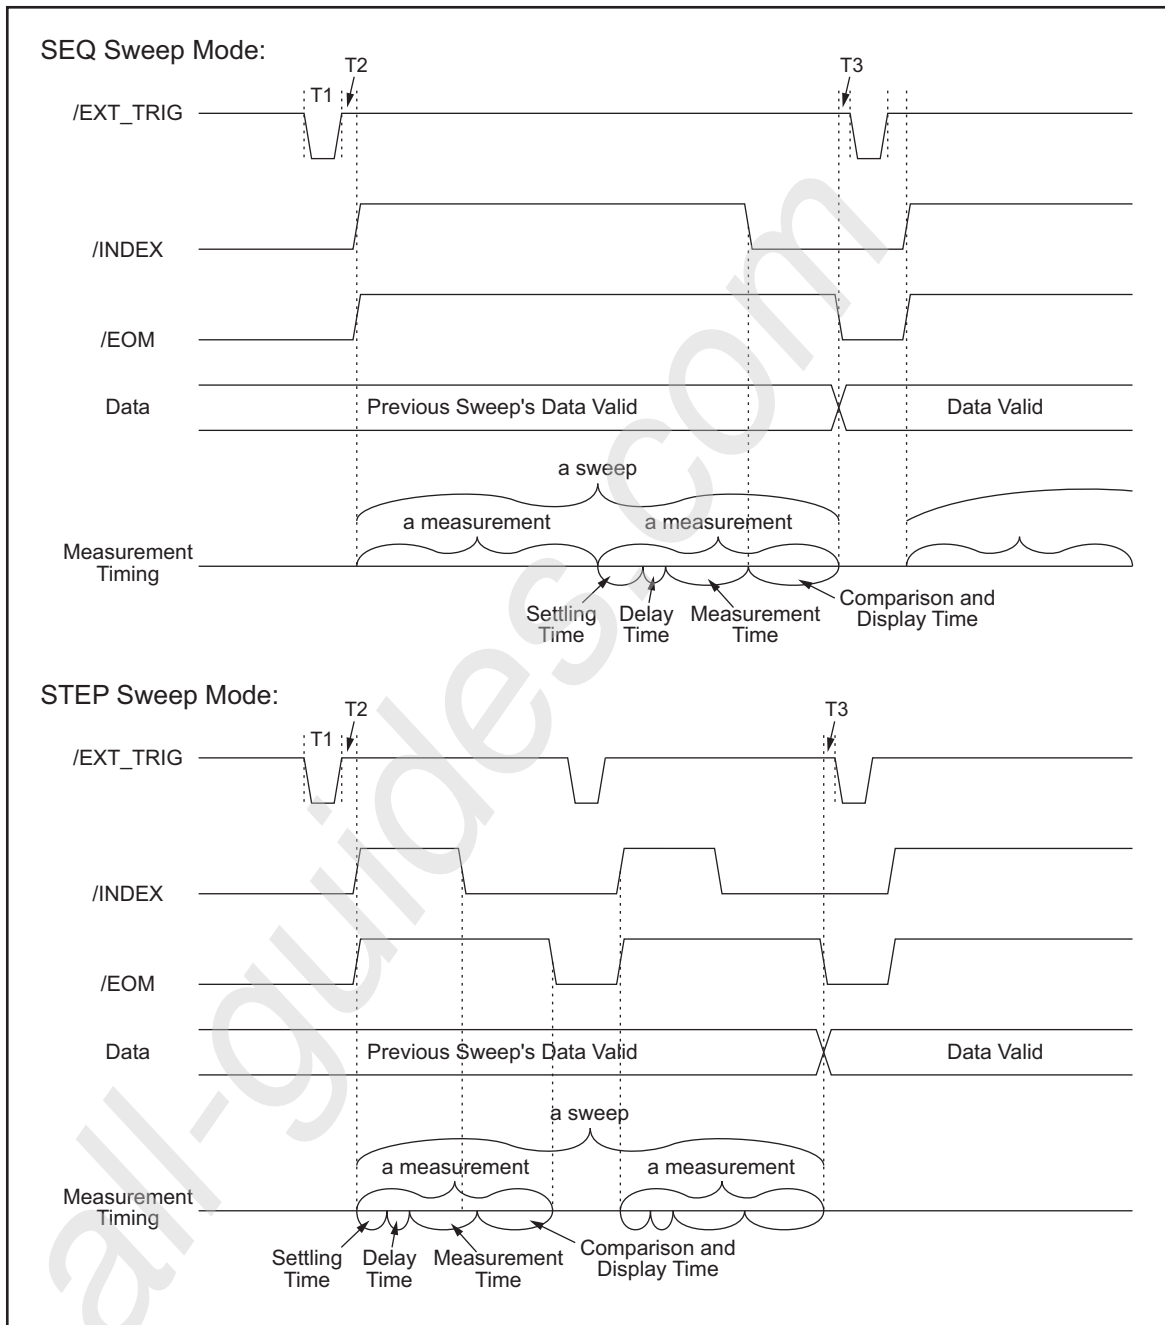 SEQ Sweep Mode:
T2
T3
T1
/EXT_TRIG
/INDEX
/EOM
Data
Previous Sweep's Data Valid
Data Valid
a sweep
a measurement
a measurement
Measurement
Timing
Settling
Time
Delay
Time
Measurement
Time
Comparison and
Display Time
STEP Sweep Mode:
T2
T3
T1
/EXT_TRIG
/INDEX
/EOM
Data
Previous Sweep's Data Valid
Data Valid
a sweep
a measurement
a measurement
Measurement
Timing
Settling
Time
Delay
Time
Measurement
Time
Comparison and
Display Time
all-guides.com